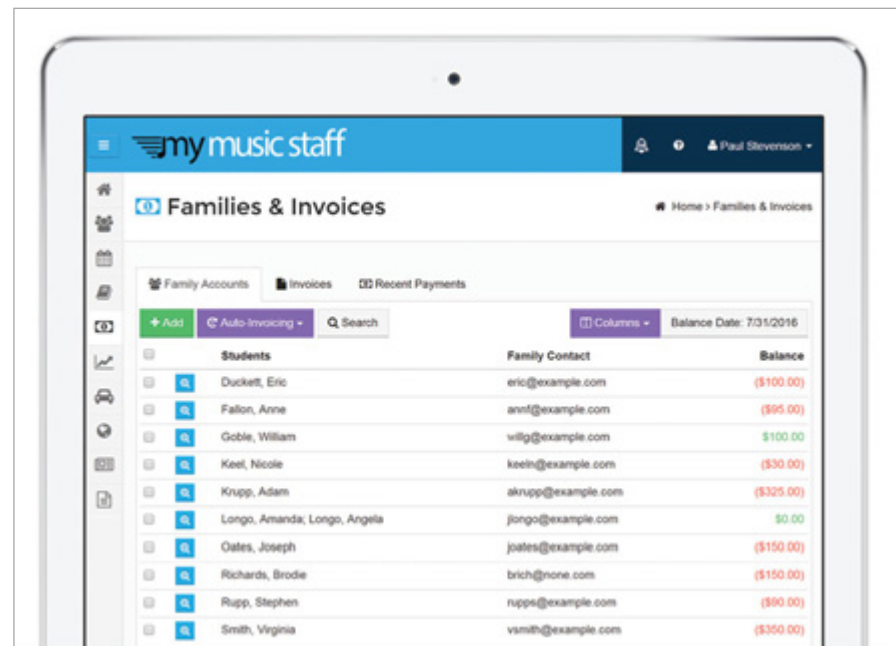 my music staff
Paul Stevenson
Families & Invoices
Home > Families & Invoices
Family Accounts Invoices Recent Payments
+ Add Auto-Invoicing Search Columns Balance Date: 7/31/2016
Students Family Contact Balance
Duckett, Eric eric@example.com ($100.00)
Fallon, Anne annf@example.com ($95.00)
Goble, William willg@example.com $100.00
Keel, Nicole keeln@example.com ($30.00)
Krupp, Adam akrupp@example.com ($325.00)
Longo, Amanda; Longo, Angela jlongo@example.com $0.00
Oates, Joseph joates@example.com ($150.00)
Richards, Brodie brich@none.com ($150.00)
Rupp, Stephen rupps@example.com ($90.00)
Smith, Virginia vsmith@example.com ($350.00)